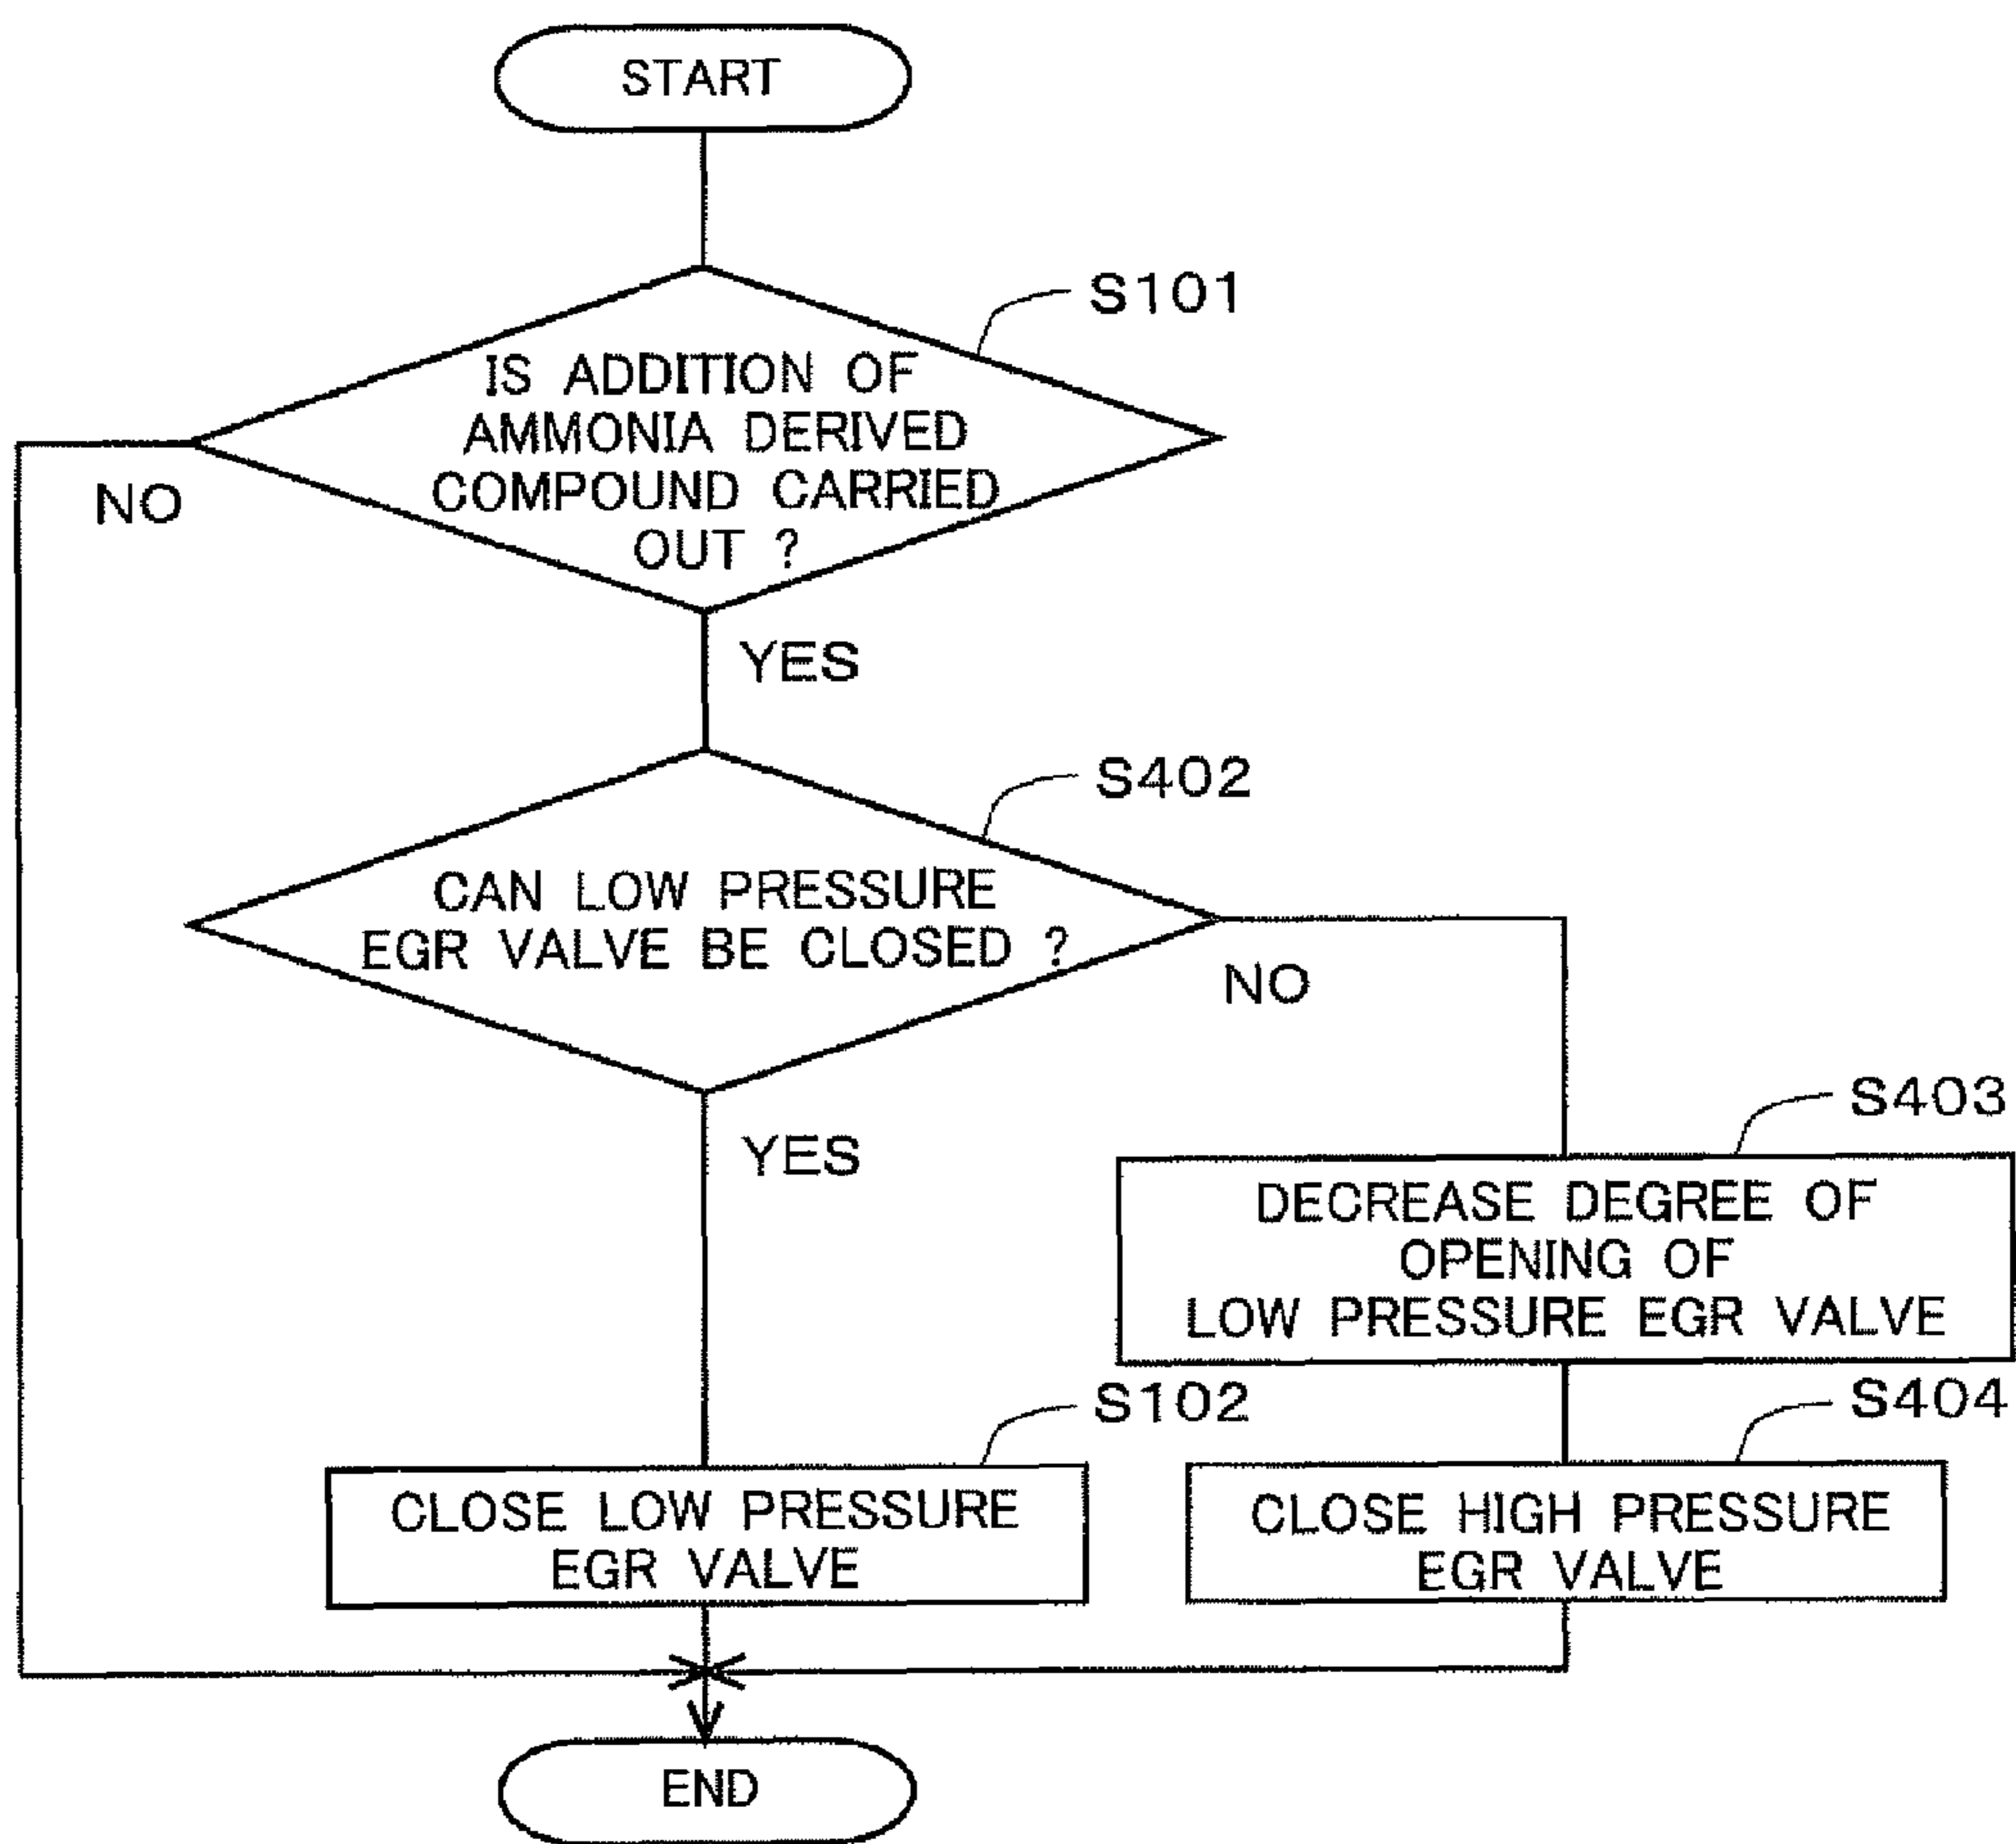 START
S101
IS ADDITION OF
AMMONIA DERIVED
COMPOUND CARRIED
OUT ?
NO
YES
S402
CAN LOW PRESSURE
EGR VALVE BE CLOSED ?
NO
YES
S403
DECREASE DEGREE OF
OPENING OF
LOW PRESSURE EGR VALVE
S102
CLOSE LOW PRESSURE
EGR VALVE
S404
CLOSE HIGH PRESSURE
EGR VALVE
END